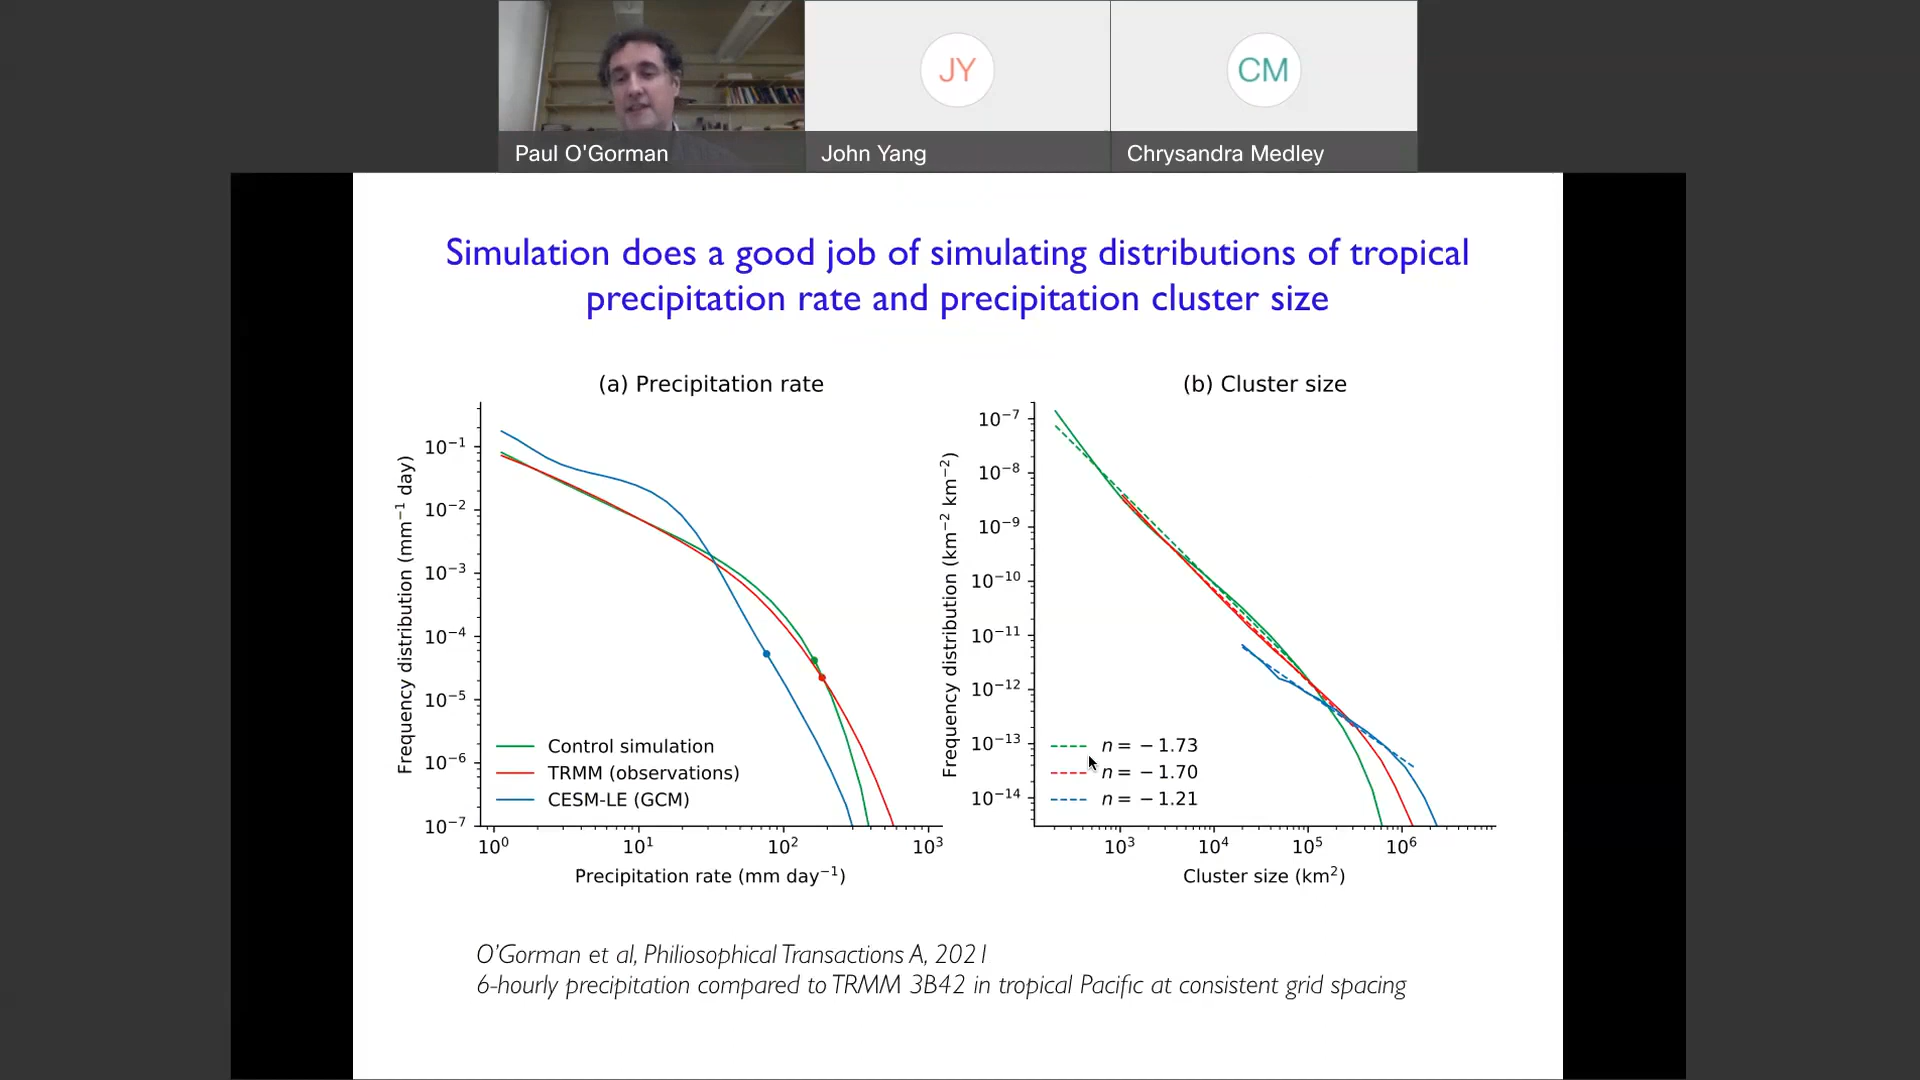 JY
CM
Paul O'Gorman
John Yang
Chrysandra Medley
Simulation does a good job of simulating distributions of tropical
precipitation rate and precipitation cluster size
(a) Precipitation rate
Frequency distribution (mm⁻¹ day)
10⁻¹
10⁻²
10⁻³
10⁻⁴
10⁻⁵
10⁻⁶
10⁻⁷
Control simulation
TRMM (observations)
CESM-LE (GCM)
10⁰ 10¹ 10² 10³
Precipitation rate (mm day⁻¹)
(b) Cluster size
Frequency distribution (km⁻² km⁻²)
10⁻⁷
10⁻⁸
10⁻⁹
10⁻¹⁰
10⁻¹¹
10⁻¹²
10⁻¹³
10⁻¹⁴
n = −1.73
n = −1.70
n = −1.21
10³ 10⁴ 10⁵ 10⁶
Cluster size (km²)
O'Gorman et al, Philiosophical Transactions A, 2021
6-hourly precipitation compared to TRMM 3B42 in tropical Pacific at consistent grid spacing